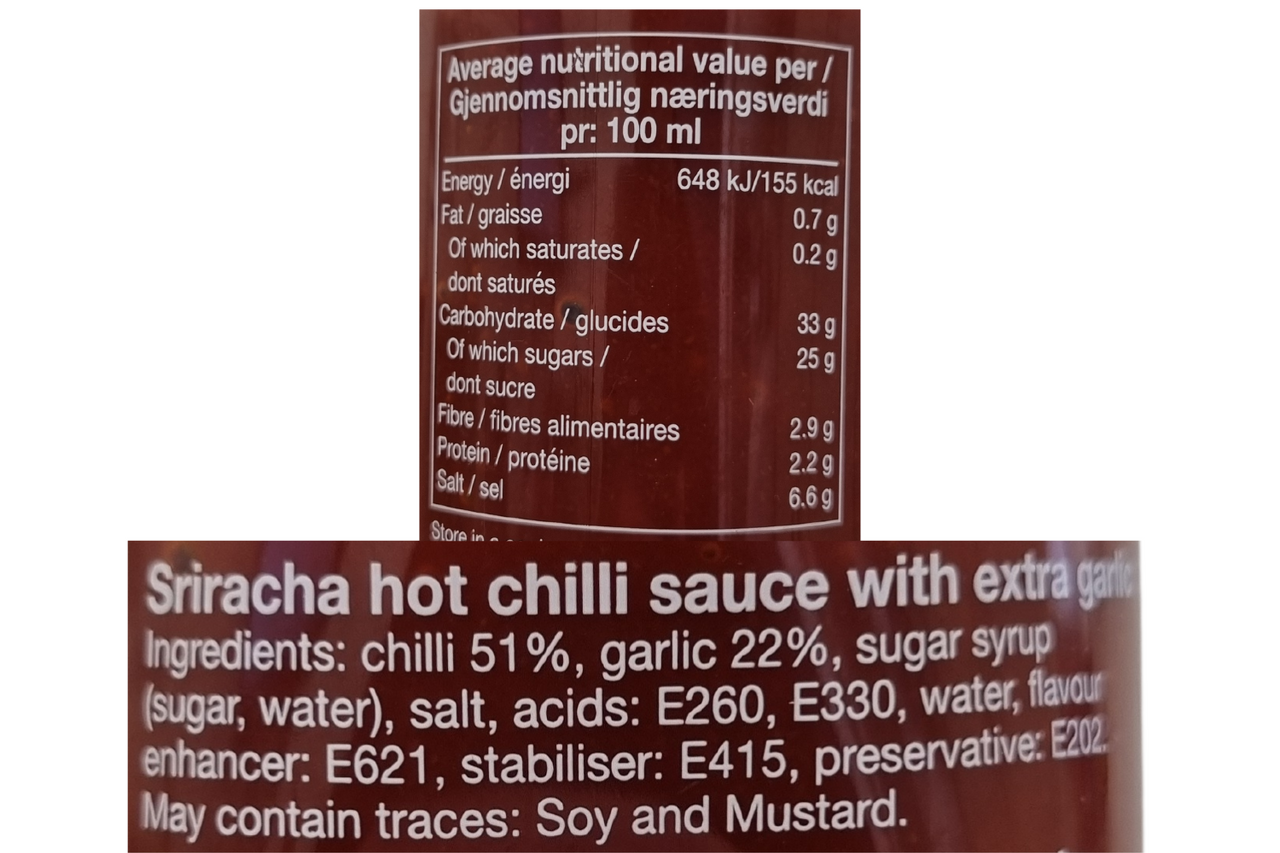 Average nutritional value per /
Gjennomsnittlig næringsverdi
pr: 100 ml
Energy / énergi 648 kJ/155 kcal
Fat / graisse 0.7 g
Of which saturates / 0.2 g
dont saturés
Carbohydrate / glucides 33 g
Of which sugars / 25 g
dont sucre
Fibre / fibres alimentaires 2.9 g
Protein / protéine 2.2 g
Salt / sel 6.6 g
Store in
Sriracha hot chilli sauce with extra garlic
Ingredients: chilli 51%, garlic 22%, sugar syrup
(sugar, water), salt, acids: E260, E330, water, flavour
enhancer: E621, stabiliser: E415, preservative: E202.
May contain traces: Soy and Mustard.